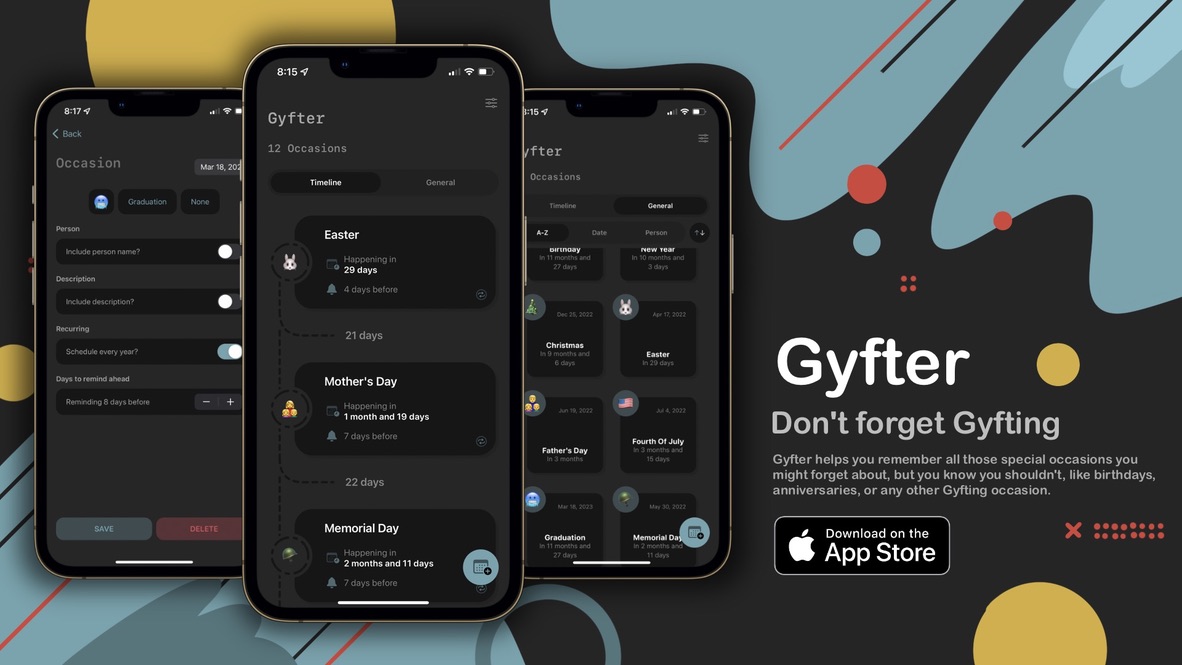 8:17
Back
Occasion
Mar 18, 202
Graduation
None
Person
Include person name?
Description
Include description?
Recurring
Schedule every year?
Days to remind ahead
Reminding 8 days before
− +
SAVE
DELETE
8:15
Gyfter
12 Occasions
Timeline
General
Easter
Happening in
29 days
4 days before
21 days
Mother's Day
Happening in
1 month and 19 days
7 days before
22 days
Memorial Day
Happening in
2 months and 11 days
7 days before
8:15
yfter
Occasions
Timeline
General
A-Z
Date
Person
Birthday
In 11 months and
27 days
New Year
In 10 months and
3 days
Dec 25, 2022
Christmas
In 9 months and
6 days
Apr 17, 2022
Easter
In 29 days
Jun 19, 2022
Father's Day
In 3 months
Jul 4, 2022
Fourth Of July
In 3 months and
15 days
Mar 18, 2023
Graduation
In 11 months and
27 days
May 30, 2022
Memorial Day
In 2 months and
11 days
Gyfter
Don't forget Gyfting
Gyfter helps you remember all those special occasions you
might forget about, but you know you shouldn't, like birthdays,
anniversaries, or any other Gyfting occasion.
Download on the
App Store